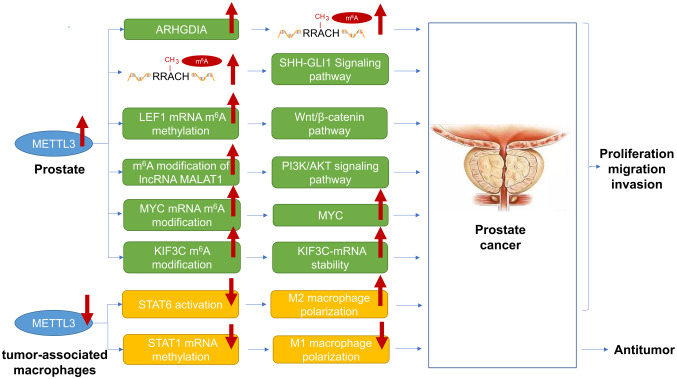 ARHGDIA
CH3
m6A
RRACH
CH3
m6A
RRACH
SHH-GLI1 Signaling
pathway
LEF1 mRNA m⁶A
methylation
Wnt/β-catenin
pathway
METTL3
Prostate
m⁶A modification of
lncRNA MALAT1
PI3K/AKT signaling
pathway
MYC mRNA m⁶A
modification
MYC
KIF3C m⁶A
modification
KIF3C-mRNA
stability
Prostate
cancer
Proliferation
migration
invasion
METTL3
tumor-associated
macrophages
STAT6 activation
M2 macrophage
polarization
STAT1 mRNA
methylation
M1 macrophage
polarization
Antitumor